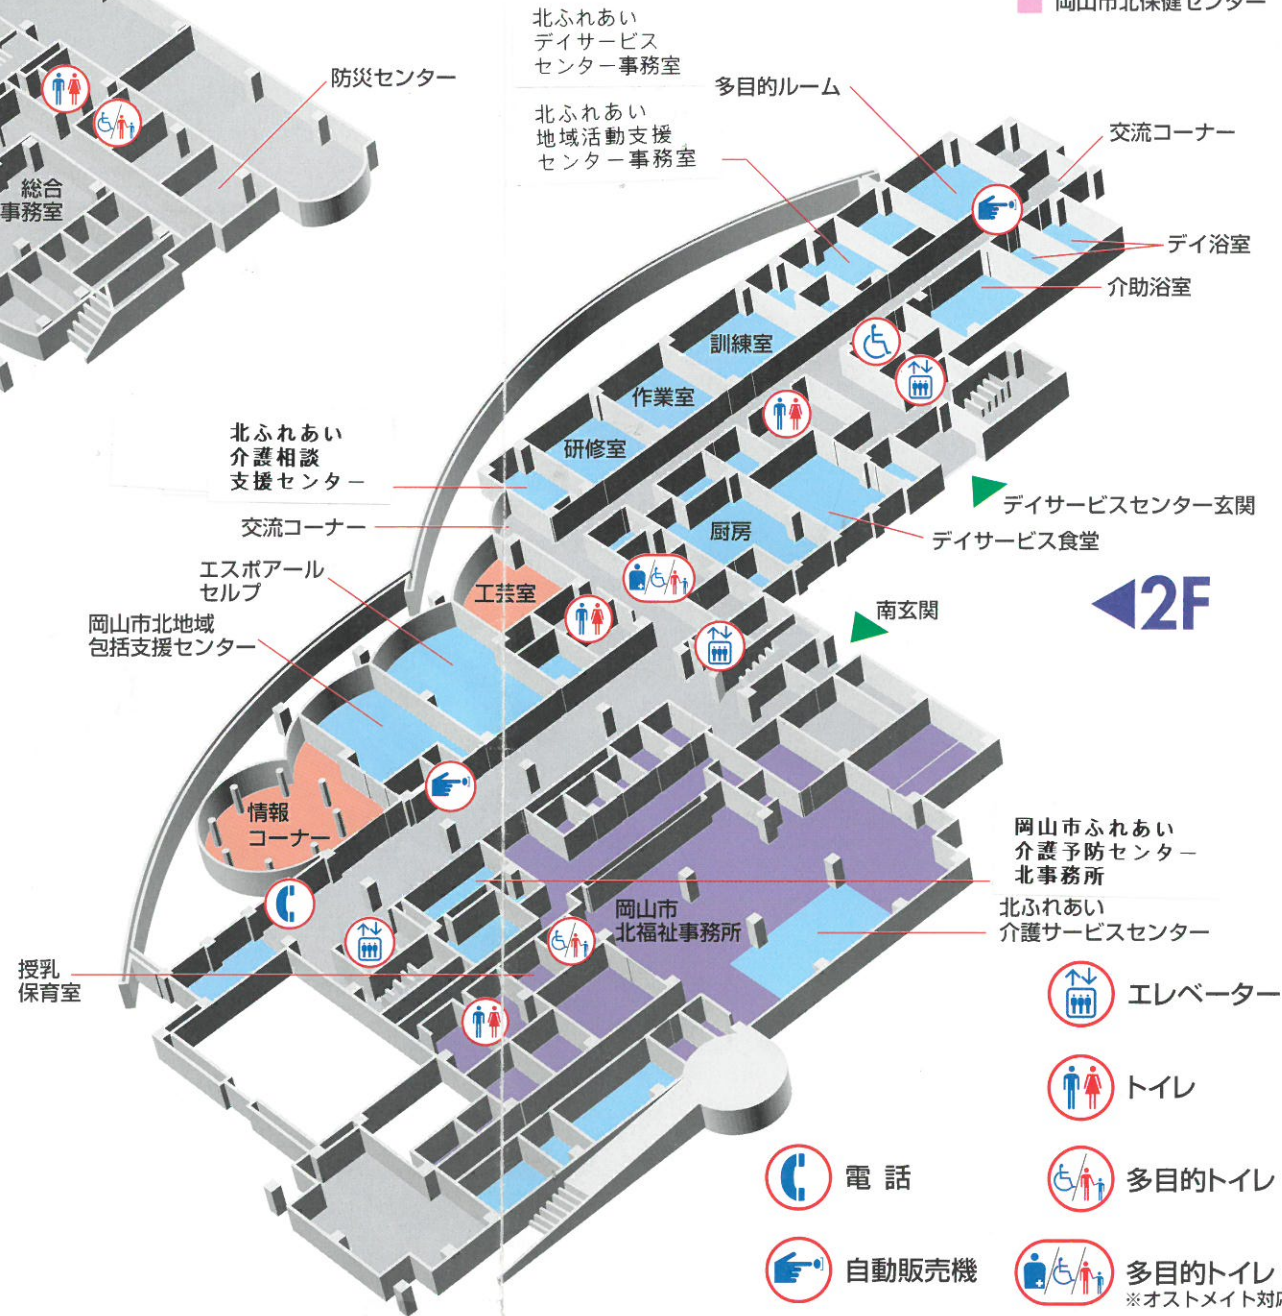 岡山市北保健センター
北ふれあい
デイサービス
センター事務室
防災センター
多目的ルーム
北ふれあい
地域活動支援
センター事務室
交流コーナー
総合
事務室
デイ浴室
介助浴室
訓練室
作業室
北ふれあい
介護相談
支援センター
研修室
デイサービスセンター玄関
交流コーナー
厨房
デイサービス食堂
エスポアール
セルプ
工芸室
2F
南玄関
岡山市北地域
包括支援センター
情報
コーナー
岡山市ふれあい
介護予防センター
北事務所
岡山市
北福祉事務所
北ふれあい
介護サービスセンター
授乳
保育室
エレベーター
トイレ
電話
多目的トイレ
自動販売機
多目的トイレ
※オストメイト対応